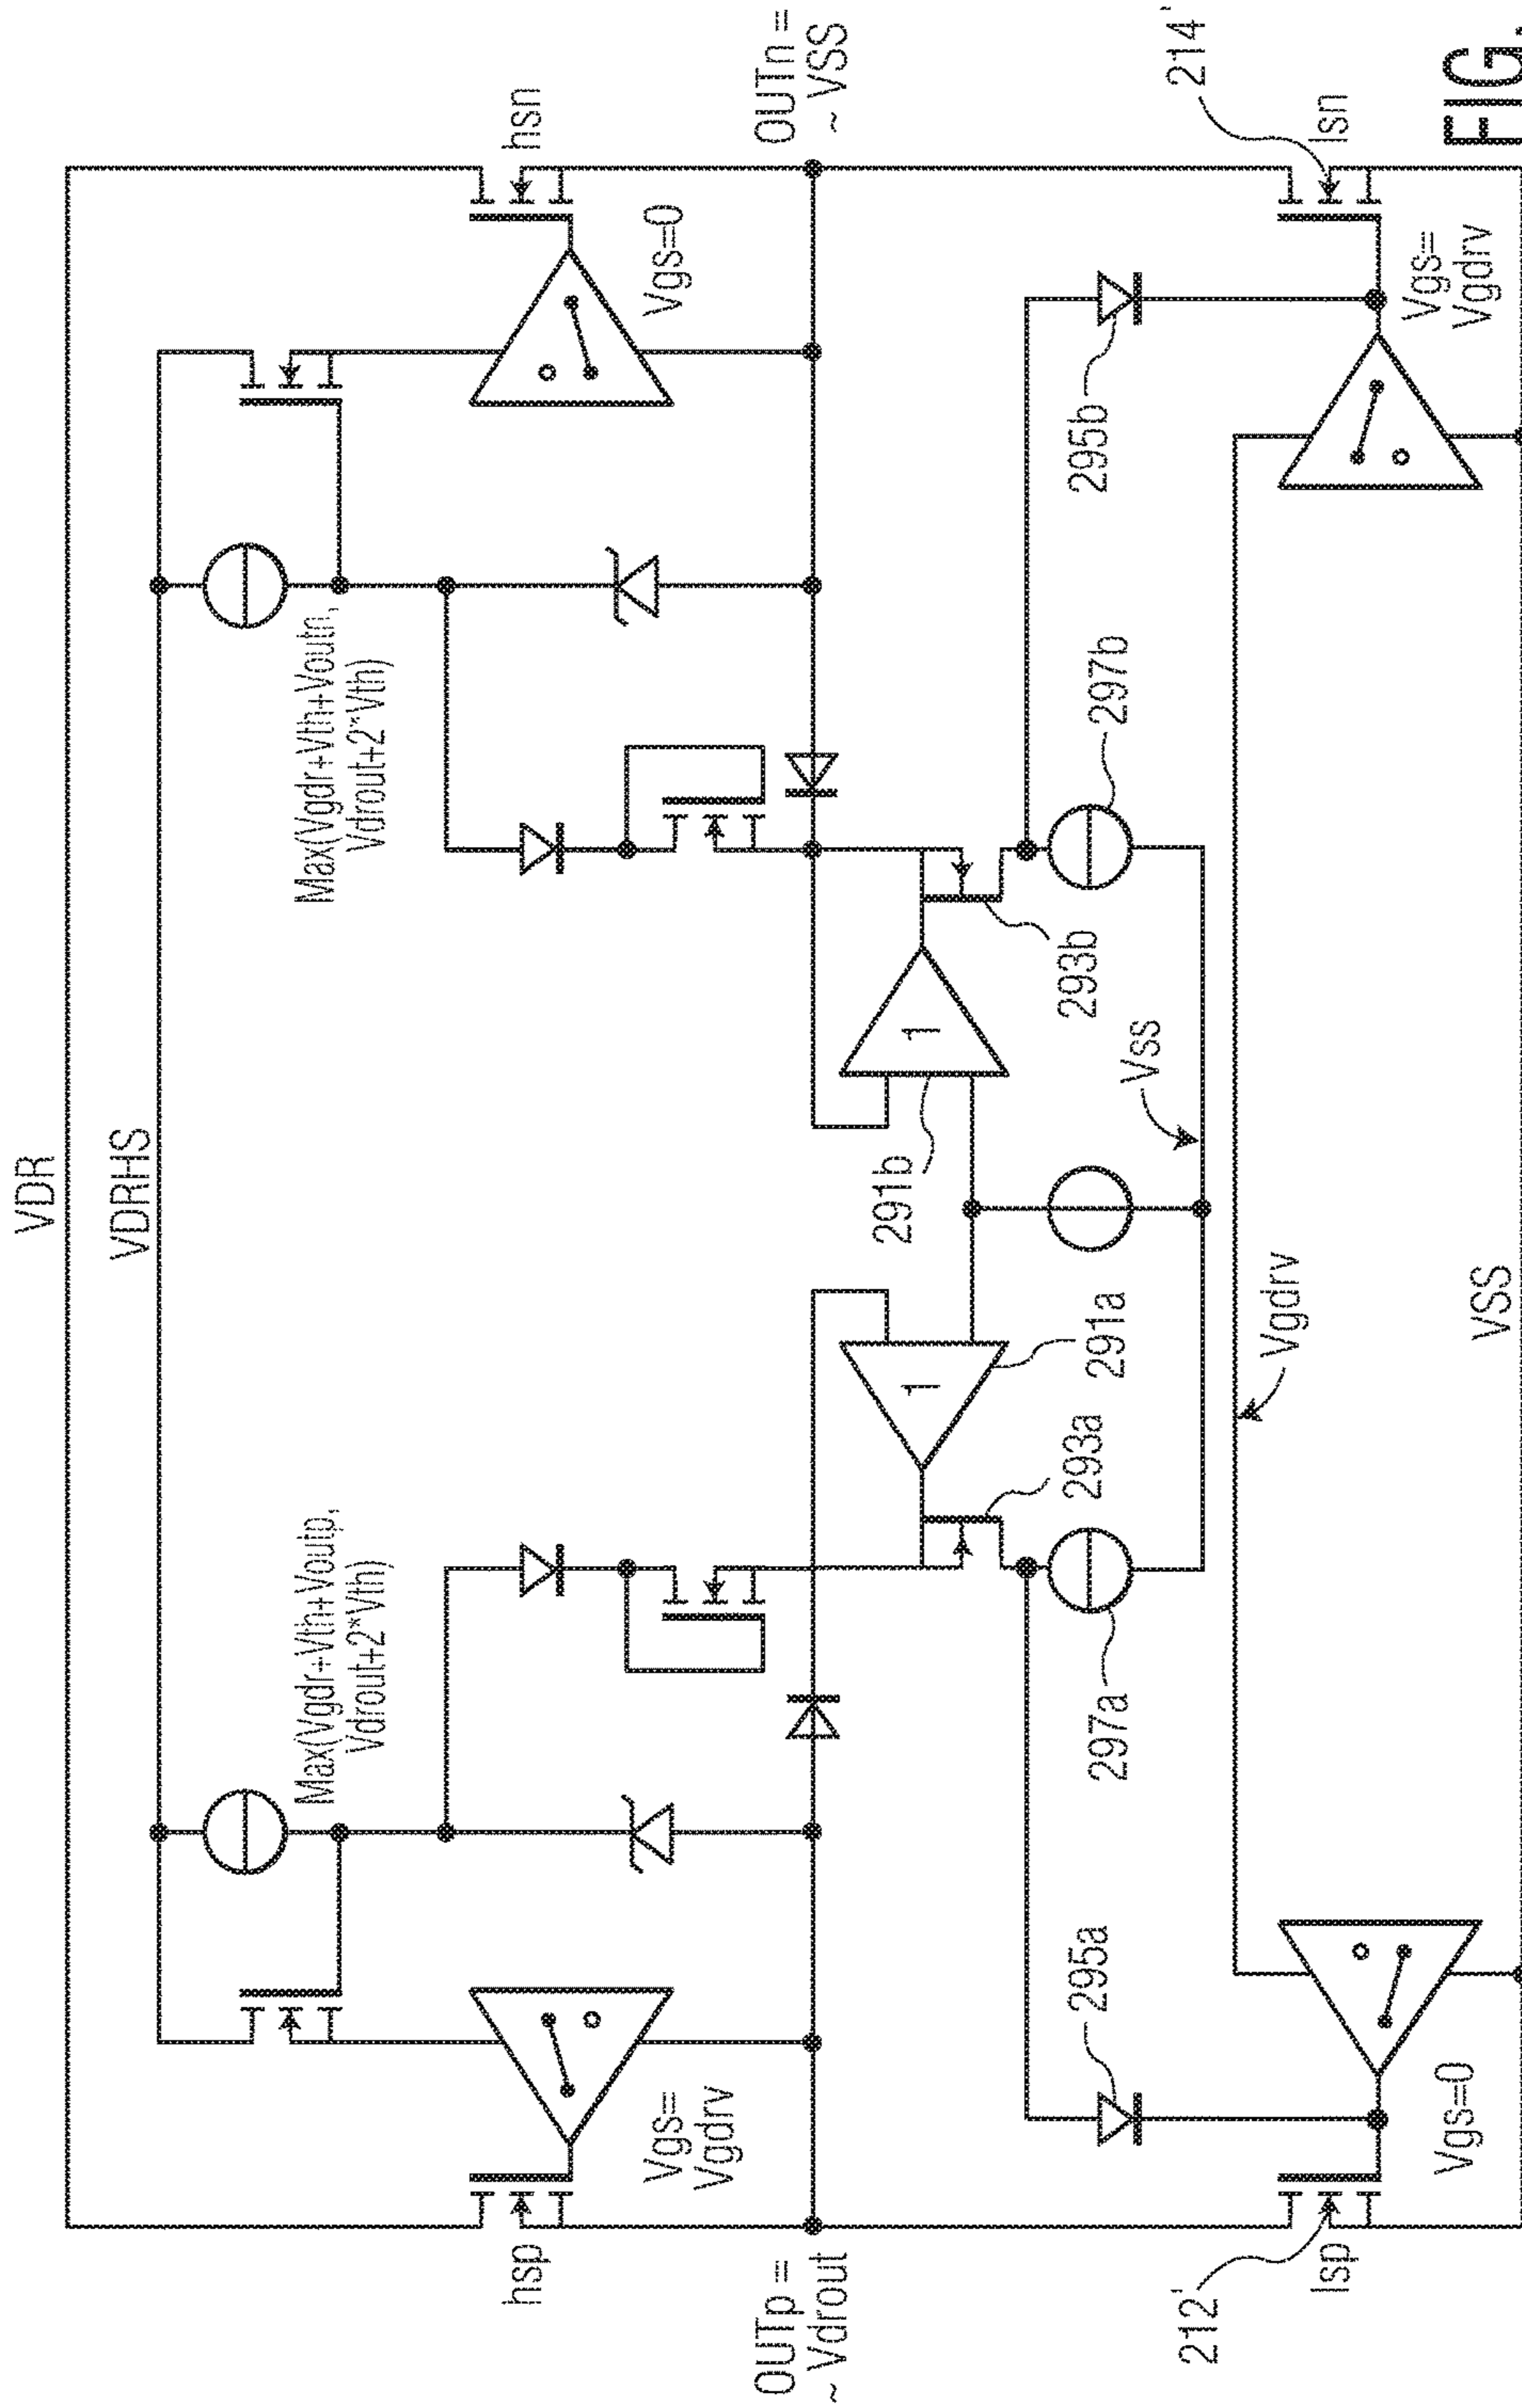 VDR
VDRHS
hsp
Vgs=
Vgdrv
Max(Vgdr+Vth+Voutp,
Vdrout+2*Vth)
Max(Vgdr+Vth+Voutn,
Vdrout+2*Vth)
Vgs=0
hsn
OUTp =
~ Vdrout
OUTn =
~ VSS
1
1
291a
291b
293a
293b
297a
297b
295a
295b
Vss
Vgdrv
212'
lsp
Vgs=0
Vgs=
Vgdrv
214'
lsn
VSS
FIG.